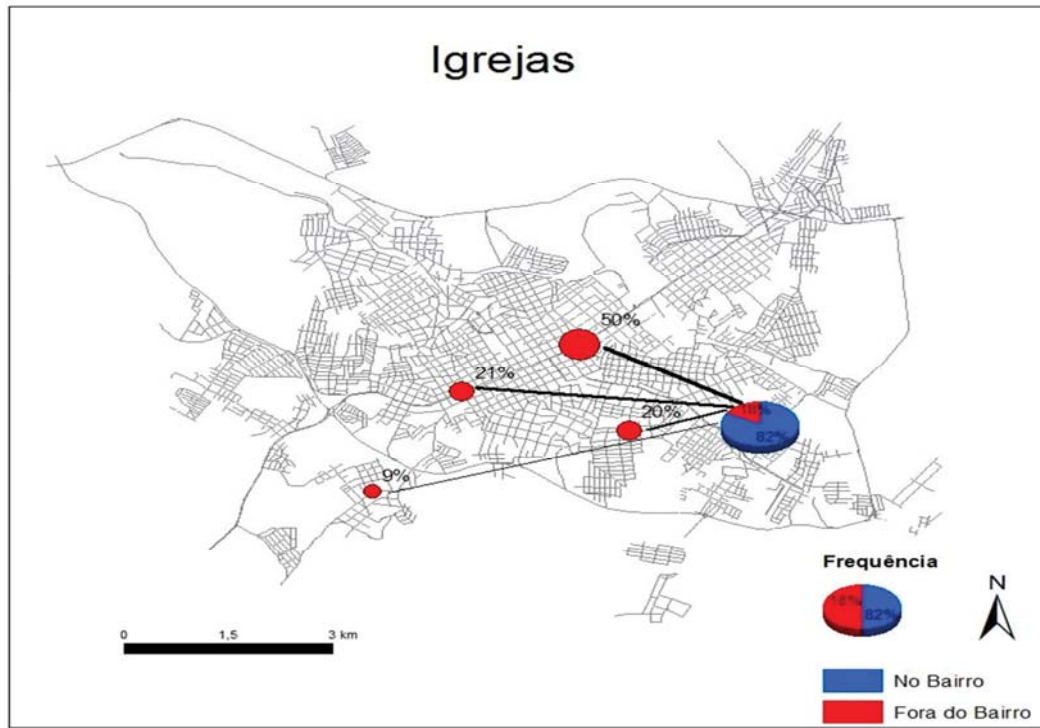 Igrejas
50%
21%
20%
18%
82%
9%
Frequência
18%
82%
N
0 1,5 3 km
No Bairro
Fora do Bairro